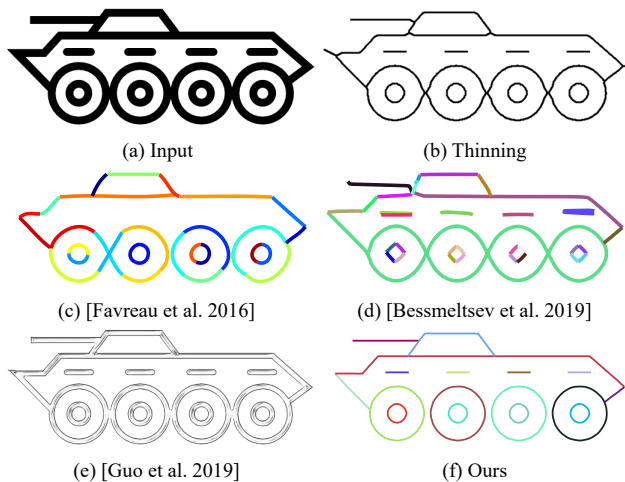 (a) Input
(b) Thinning
(c) [Favreau et al. 2016]
(d) [Bessmeltsev et al. 2019]
(e) [Guo et al. 2019]
(f) Ours